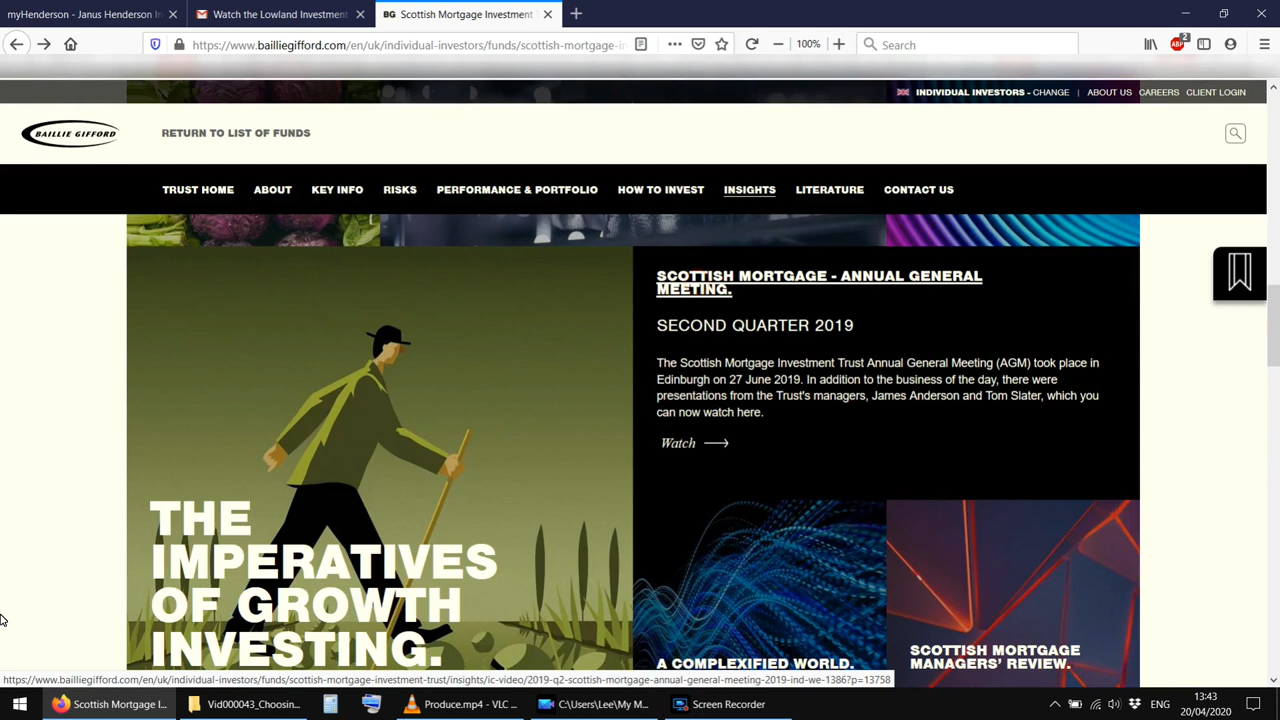 myHenderson - Janus Henderson In
Watch the Lowland Investment
BG Scottish Mortgage Investment T
https://www.bailliegifford.com/en/uk/individual-investors/funds/scottish-mortgage-in
100%
Search
ABP 2
INDIVIDUAL INVESTORS - CHANGE | ABOUT US CAREERS CLIENT LOGIN
BAILLIE GIFFORD
RETURN TO LIST OF FUNDS
TRUST HOME ABOUT KEY INFO RISKS PERFORMANCE & PORTFOLIO HOW TO INVEST INSIGHTS LITERATURE CONTACT US
SCOTTISH MORTGAGE - ANNUAL GENERAL
MEETING.
SECOND QUARTER 2019
The Scottish Mortgage Investment Trust Annual General Meeting (AGM) took place in
Edinburgh on 27 June 2019. In addition to the business of the day, there were
presentations from the Trust's managers, James Anderson and Tom Slater, which you
can now watch here.
Watch
THE
IMPERATIVES
OF GROWTH
INVESTING.
A COMPLEXIFIED WORLD.
SCOTTISH MORTGAGE
MANAGERS' REVIEW.
https://www.bailliegifford.com/en/uk/individual-investors/funds/scottish-mortgage-investment-trust/insights/ic-video/2019-q2-scottish-mortgage-annual-general-meeting-2019-ind-we-1386?p=13758
Scottish Mortgage I...
Vid000043_Choosin...
Produce.mp4 - VLC ...
C:\Users\Lee\My M...
Screen Recorder
ENG
13:43
20/04/2020